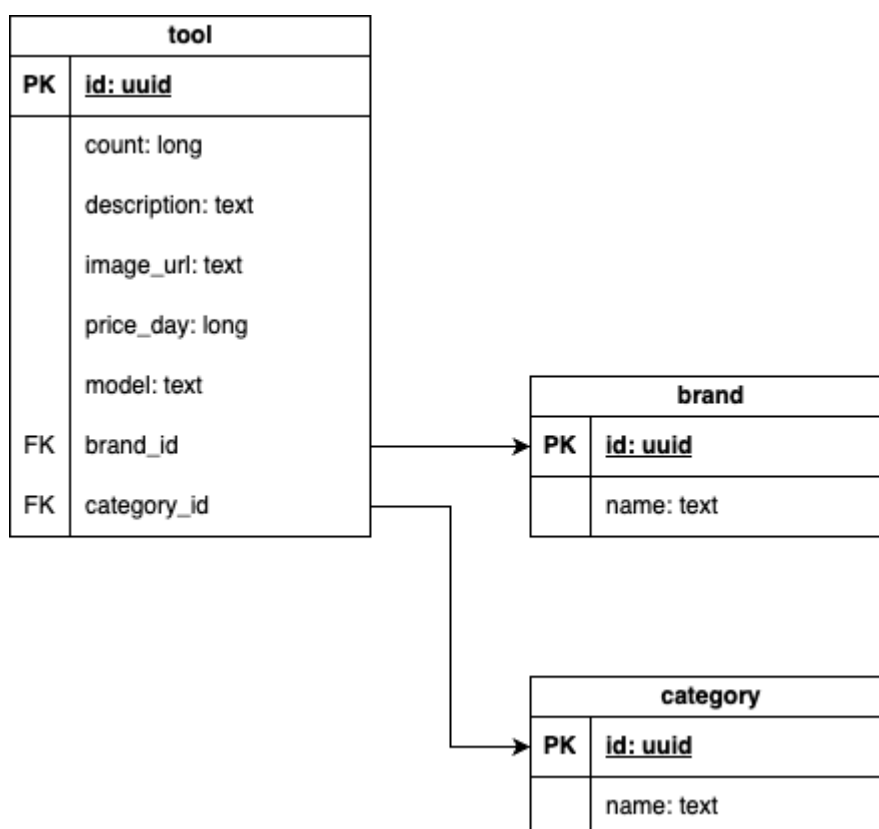 tool
PK id: uuid
count: long
description: text
image_url: text
price_day: long
model: text
FK brand_id
FK category_id
brand
PK id: uuid
name: text
category
PK id: uuid
name: text